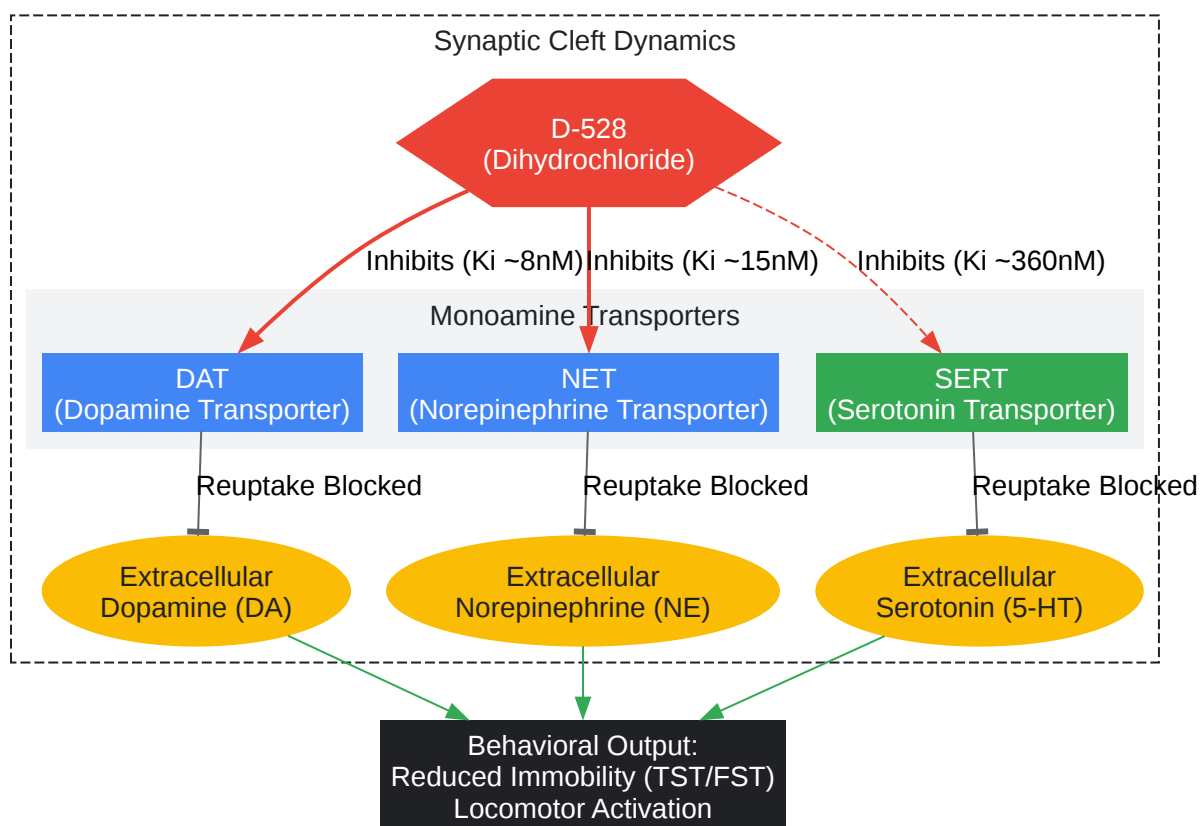 Synaptic Cleft Dynamics
D-528
(Dihydrochloride)
Inhibits (Ki ~8nM)
Inhibits (Ki ~15nM)
Inhibits (Ki ~360nM)
Monoamine Transporters
DAT
(Dopamine Transporter)
NET
(Norepinephrine Transporter)
SERT
(Serotonin Transporter)
Reuptake Blocked
Reuptake Blocked
Reuptake Blocked
Extracellular
Dopamine (DA)
Extracellular
Norepinephrine (NE)
Extracellular
Serotonin (5-HT)
Behavioral Output:
Reduced Immobility (TST/FST)
Locomotor Activation